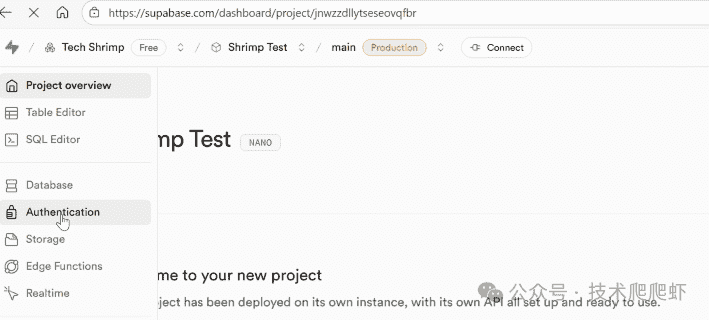 https://supabase.com/dashboard/project/jnwzzdllytseseovqfbr
Tech Shrimp Free / Shrimp Test / main Production Connect
Project overview
Table Editor
SQL Editor
mp Test NANO
Database
Authentication
Storage
Edge Functions
Realtime
me to your new project
ject has been deployed on its own instance, with its own API all set up and ready to use.
公众号 · 技术爬爬虾